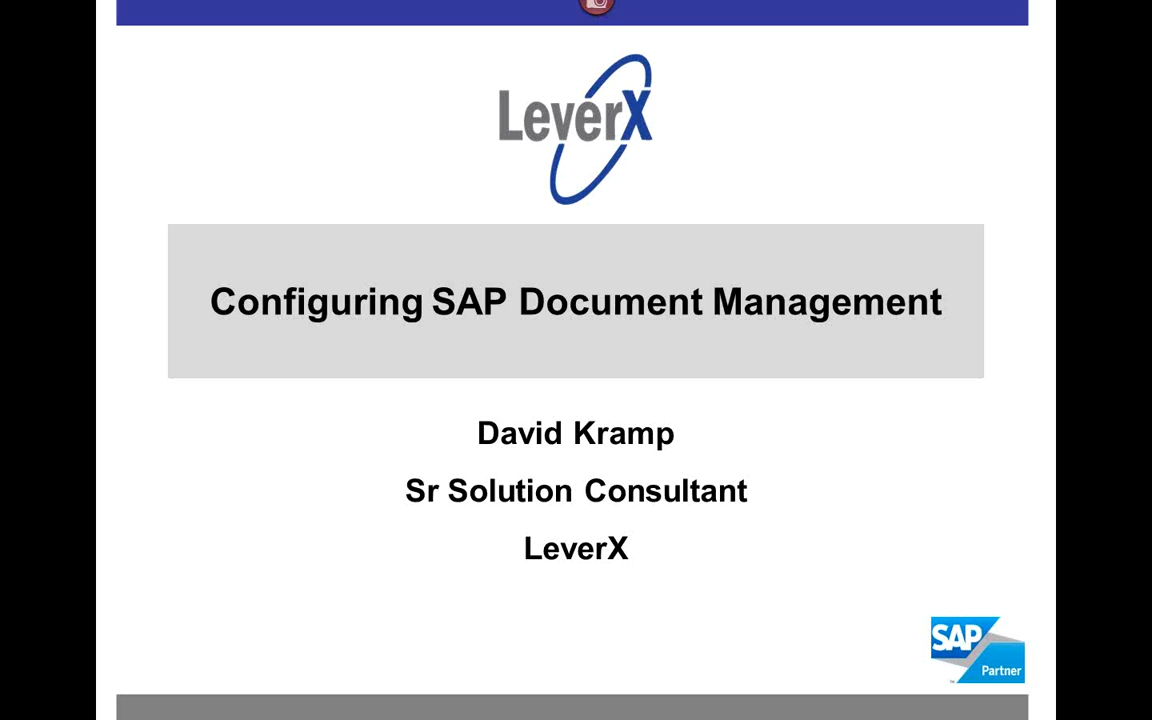 LeverX
Configuring SAP Document Management
David Kramp
Sr Solution Consultant
LeverX
SAP
Partner